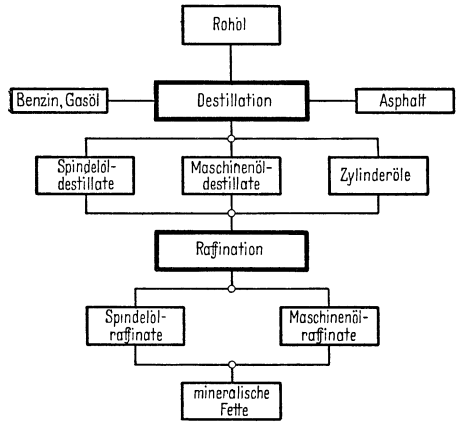 Rohöl
Benzin, Gasöl
Destillation
Asphalt
Spindelöl-
destillate
Maschinenöl-
destillate
Zylinderöle
Raffination
Spindelöl-
raffinate
Maschinenöl-
raffinate
mineralische
Fette